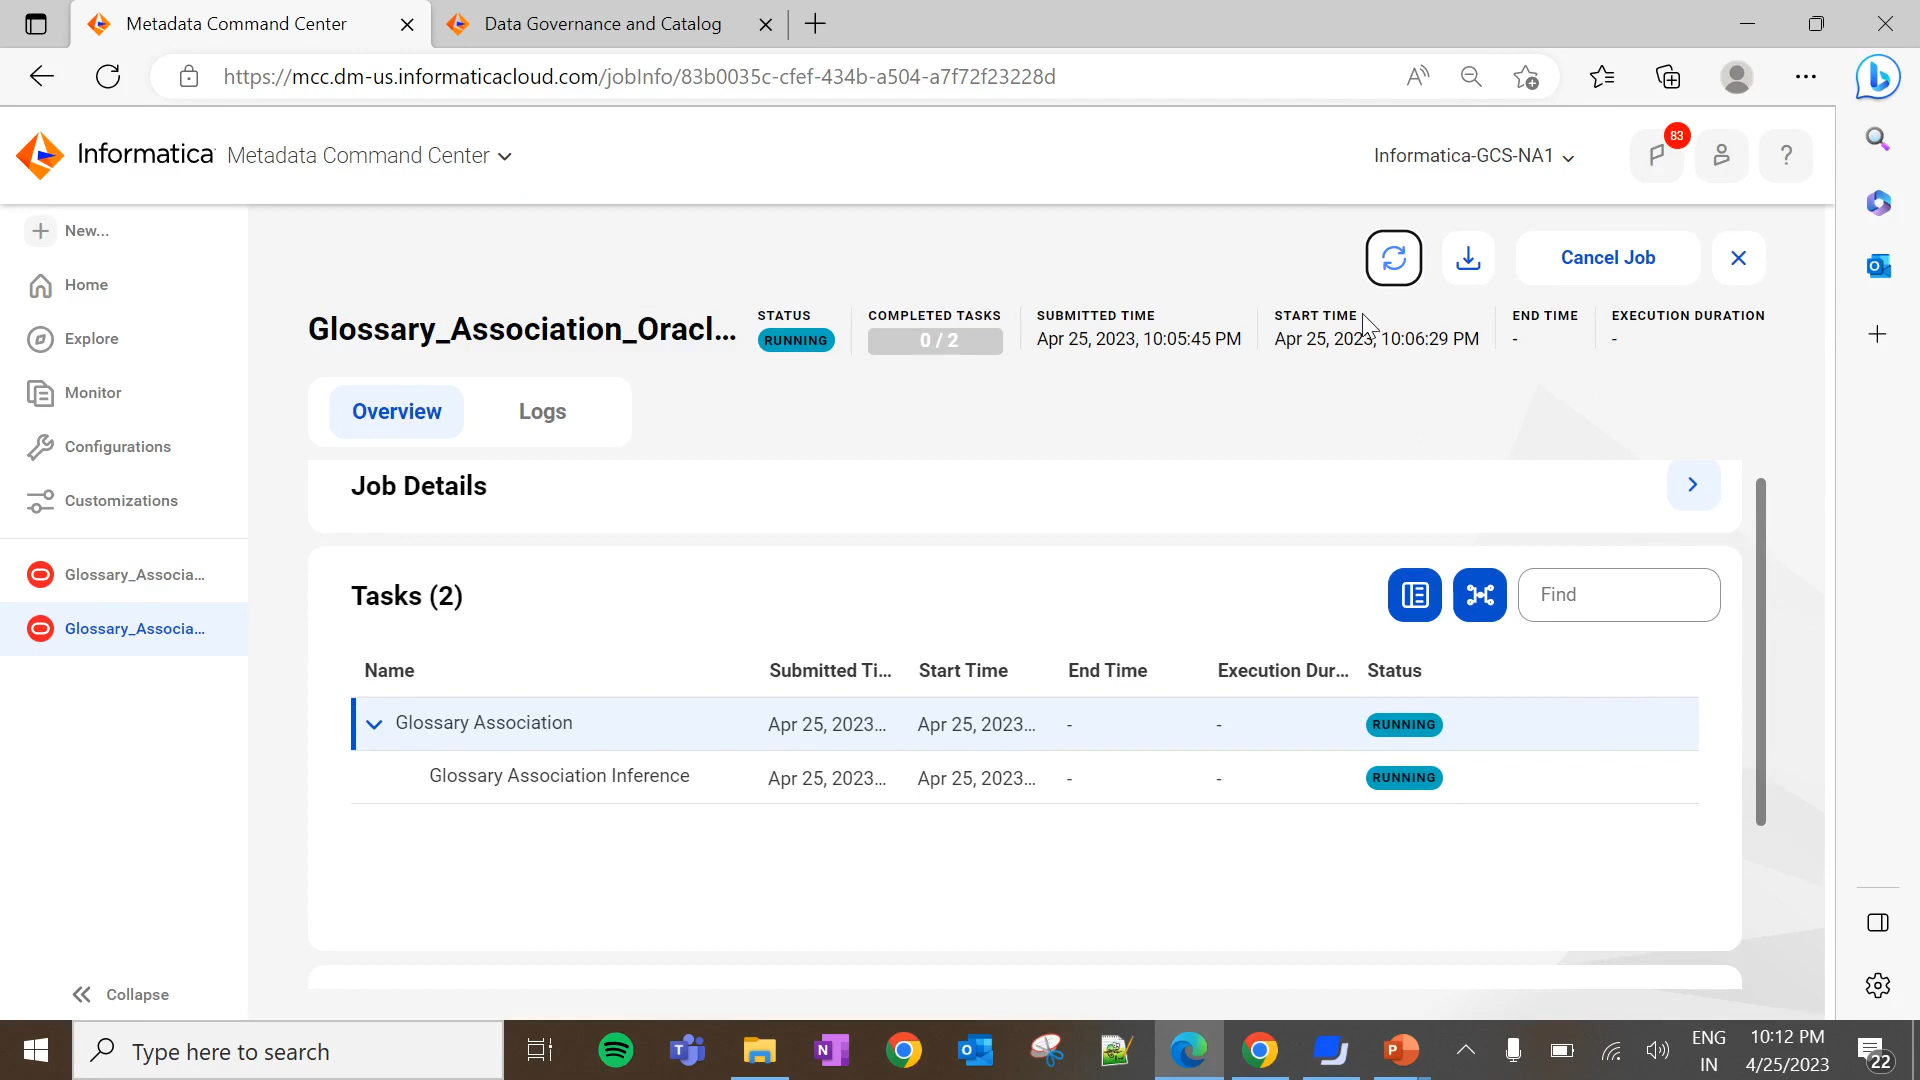 Metadata Command Center
Data Governance and Catalog
https://mcc.dm-us.informaticacloud.com/jobInfo/83b0035c-cfef-434b-a504-a7f72f23228d
Informatica Metadata Command Center
Informatica-GCS-NA1
83
?
New...
Home
Explore
Monitor
Configurations
Customizations
Glossary_Associa...
Glossary_Associa...
Collapse
Cancel Job
Glossary_Association_Oracl...
STATUS
RUNNING
COMPLETED TASKS
0 / 2
SUBMITTED TIME
Apr 25, 2023, 10:05:45 PM
START TIME
Apr 25, 2023, 10:06:29 PM
END TIME
-
EXECUTION DURATION
-
Overview
Logs
Job Details
Tasks (2)
Find
Name Submitted Ti... Start Time End Time Execution Dur... Status
Glossary Association Apr 25, 2023... Apr 25, 2023... - - RUNNING
Glossary Association Inference Apr 25, 2023... Apr 25, 2023... - - RUNNING
Type here to search
ENG
IN
10:12 PM
4/25/2023
22